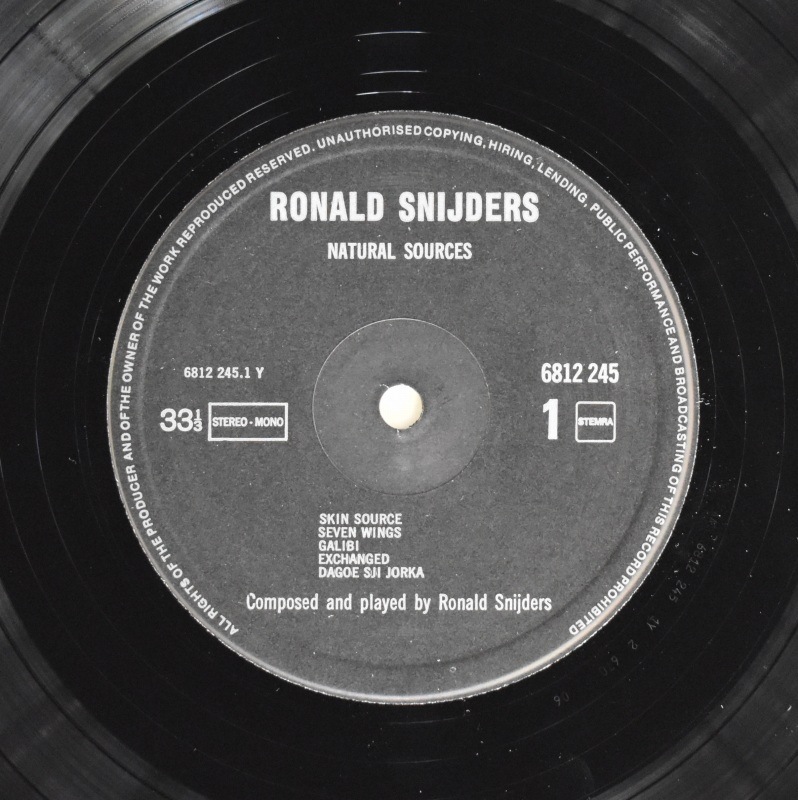 ALL RIGHTS OF THE PRODUCER AND OF THE OWNER OF THE WORK REPRODUCED RESERVED. UNAUTHORISED COPYING, HIRING, LENDING, PUBLIC PERFORMANCE AND BROADCASTING OF THIS RECORD PROHIBITED
RONALD SNIJDERS
NATURAL SOURCES
6812 245.1 Y
6812 245
33⅓
STEREO - MONO
1
STEMRA
SKIN SOURCE
SEVEN WINGS
GALIBI
EXCHANGED
DAGOE SJI JORKA
Composed and played by Ronald Snijders